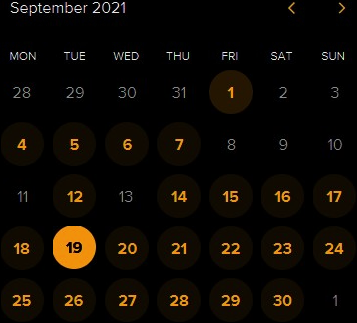 September 2021 < >
MON TUE WED THU FRI SAT SUN
28 29 30 31 1 2 3
4 5 6 7 8 9 10
11 12 13 14 15 16 17
18 19 20 21 22 23 24
25 26 27 28 29 30 1